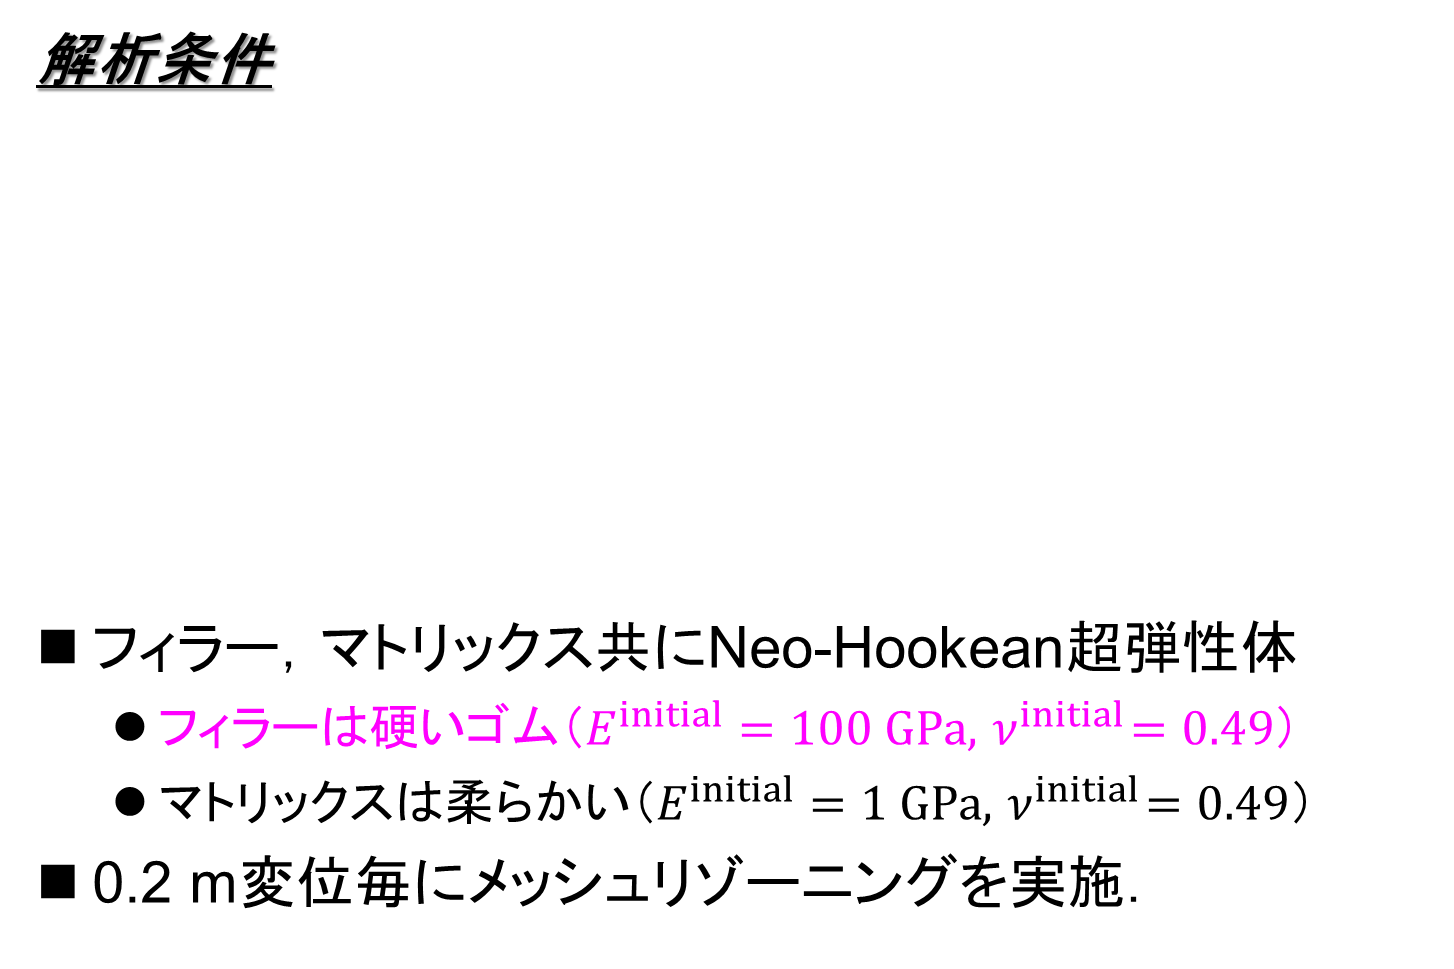 解析条件
■ フィラー，マトリックス共にNeo-Hookean超弾性体
● フィラーは硬いゴム（E^initial = 100 GPa, ν^initial = 0.49）
● マトリックスは柔らかい（E^initial = 1 GPa, ν^initial = 0.49）
■ 0.2 m変位毎にメッシュリゾーニングを実施．